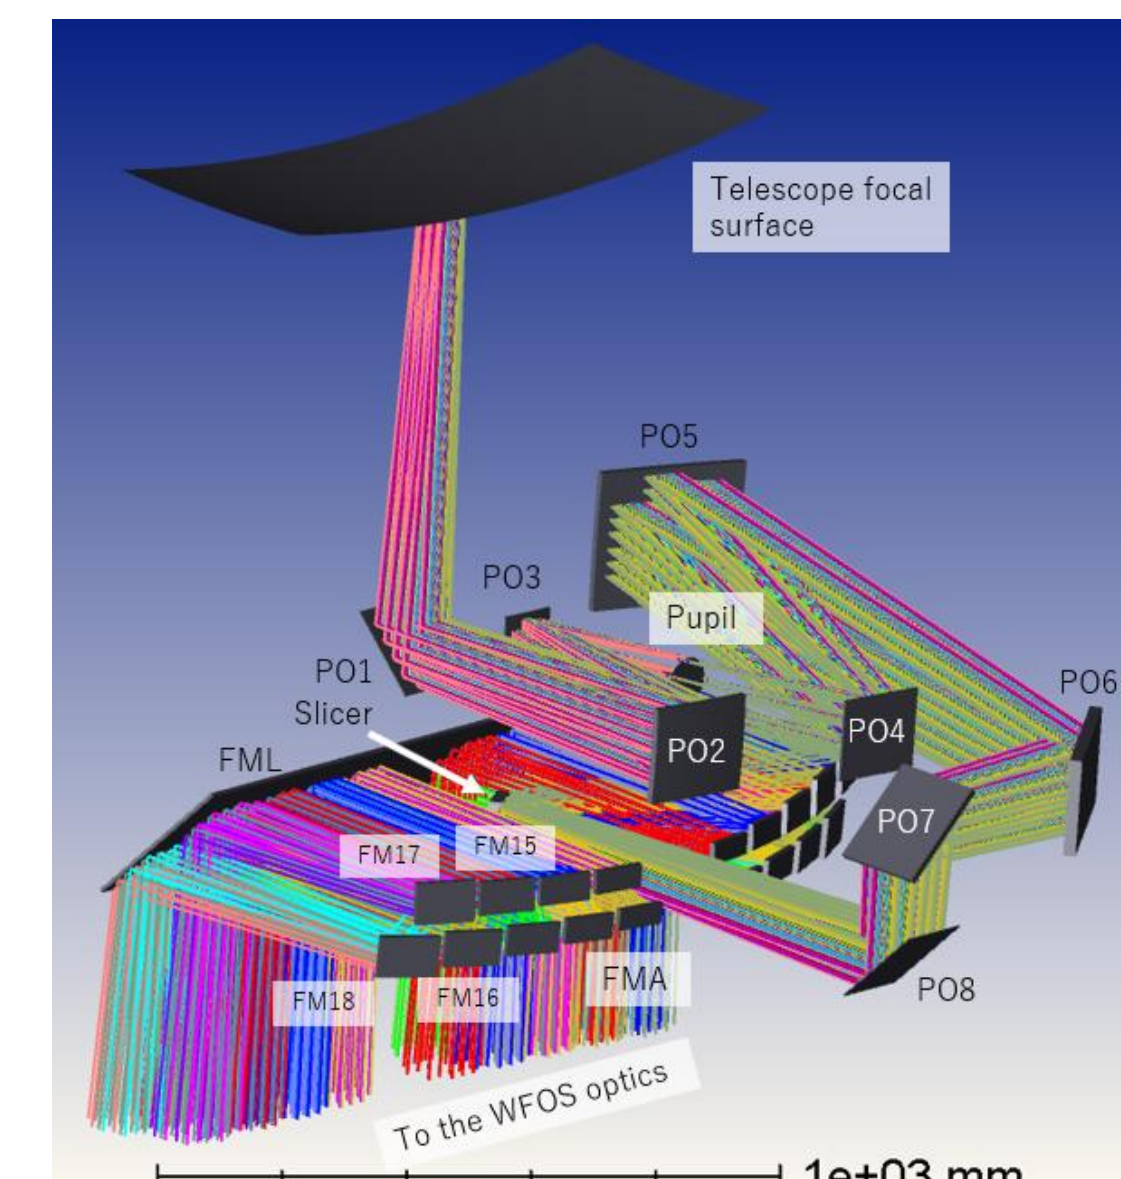 Telescope focal
surface
PO5
PO3
Pupil
PO1
PO6
Slicer
PO4
PO2
FML
PO7
FM17
FM15
FMA
PO8
FM18
FM16
To the WFOS optics
1e+03 mm